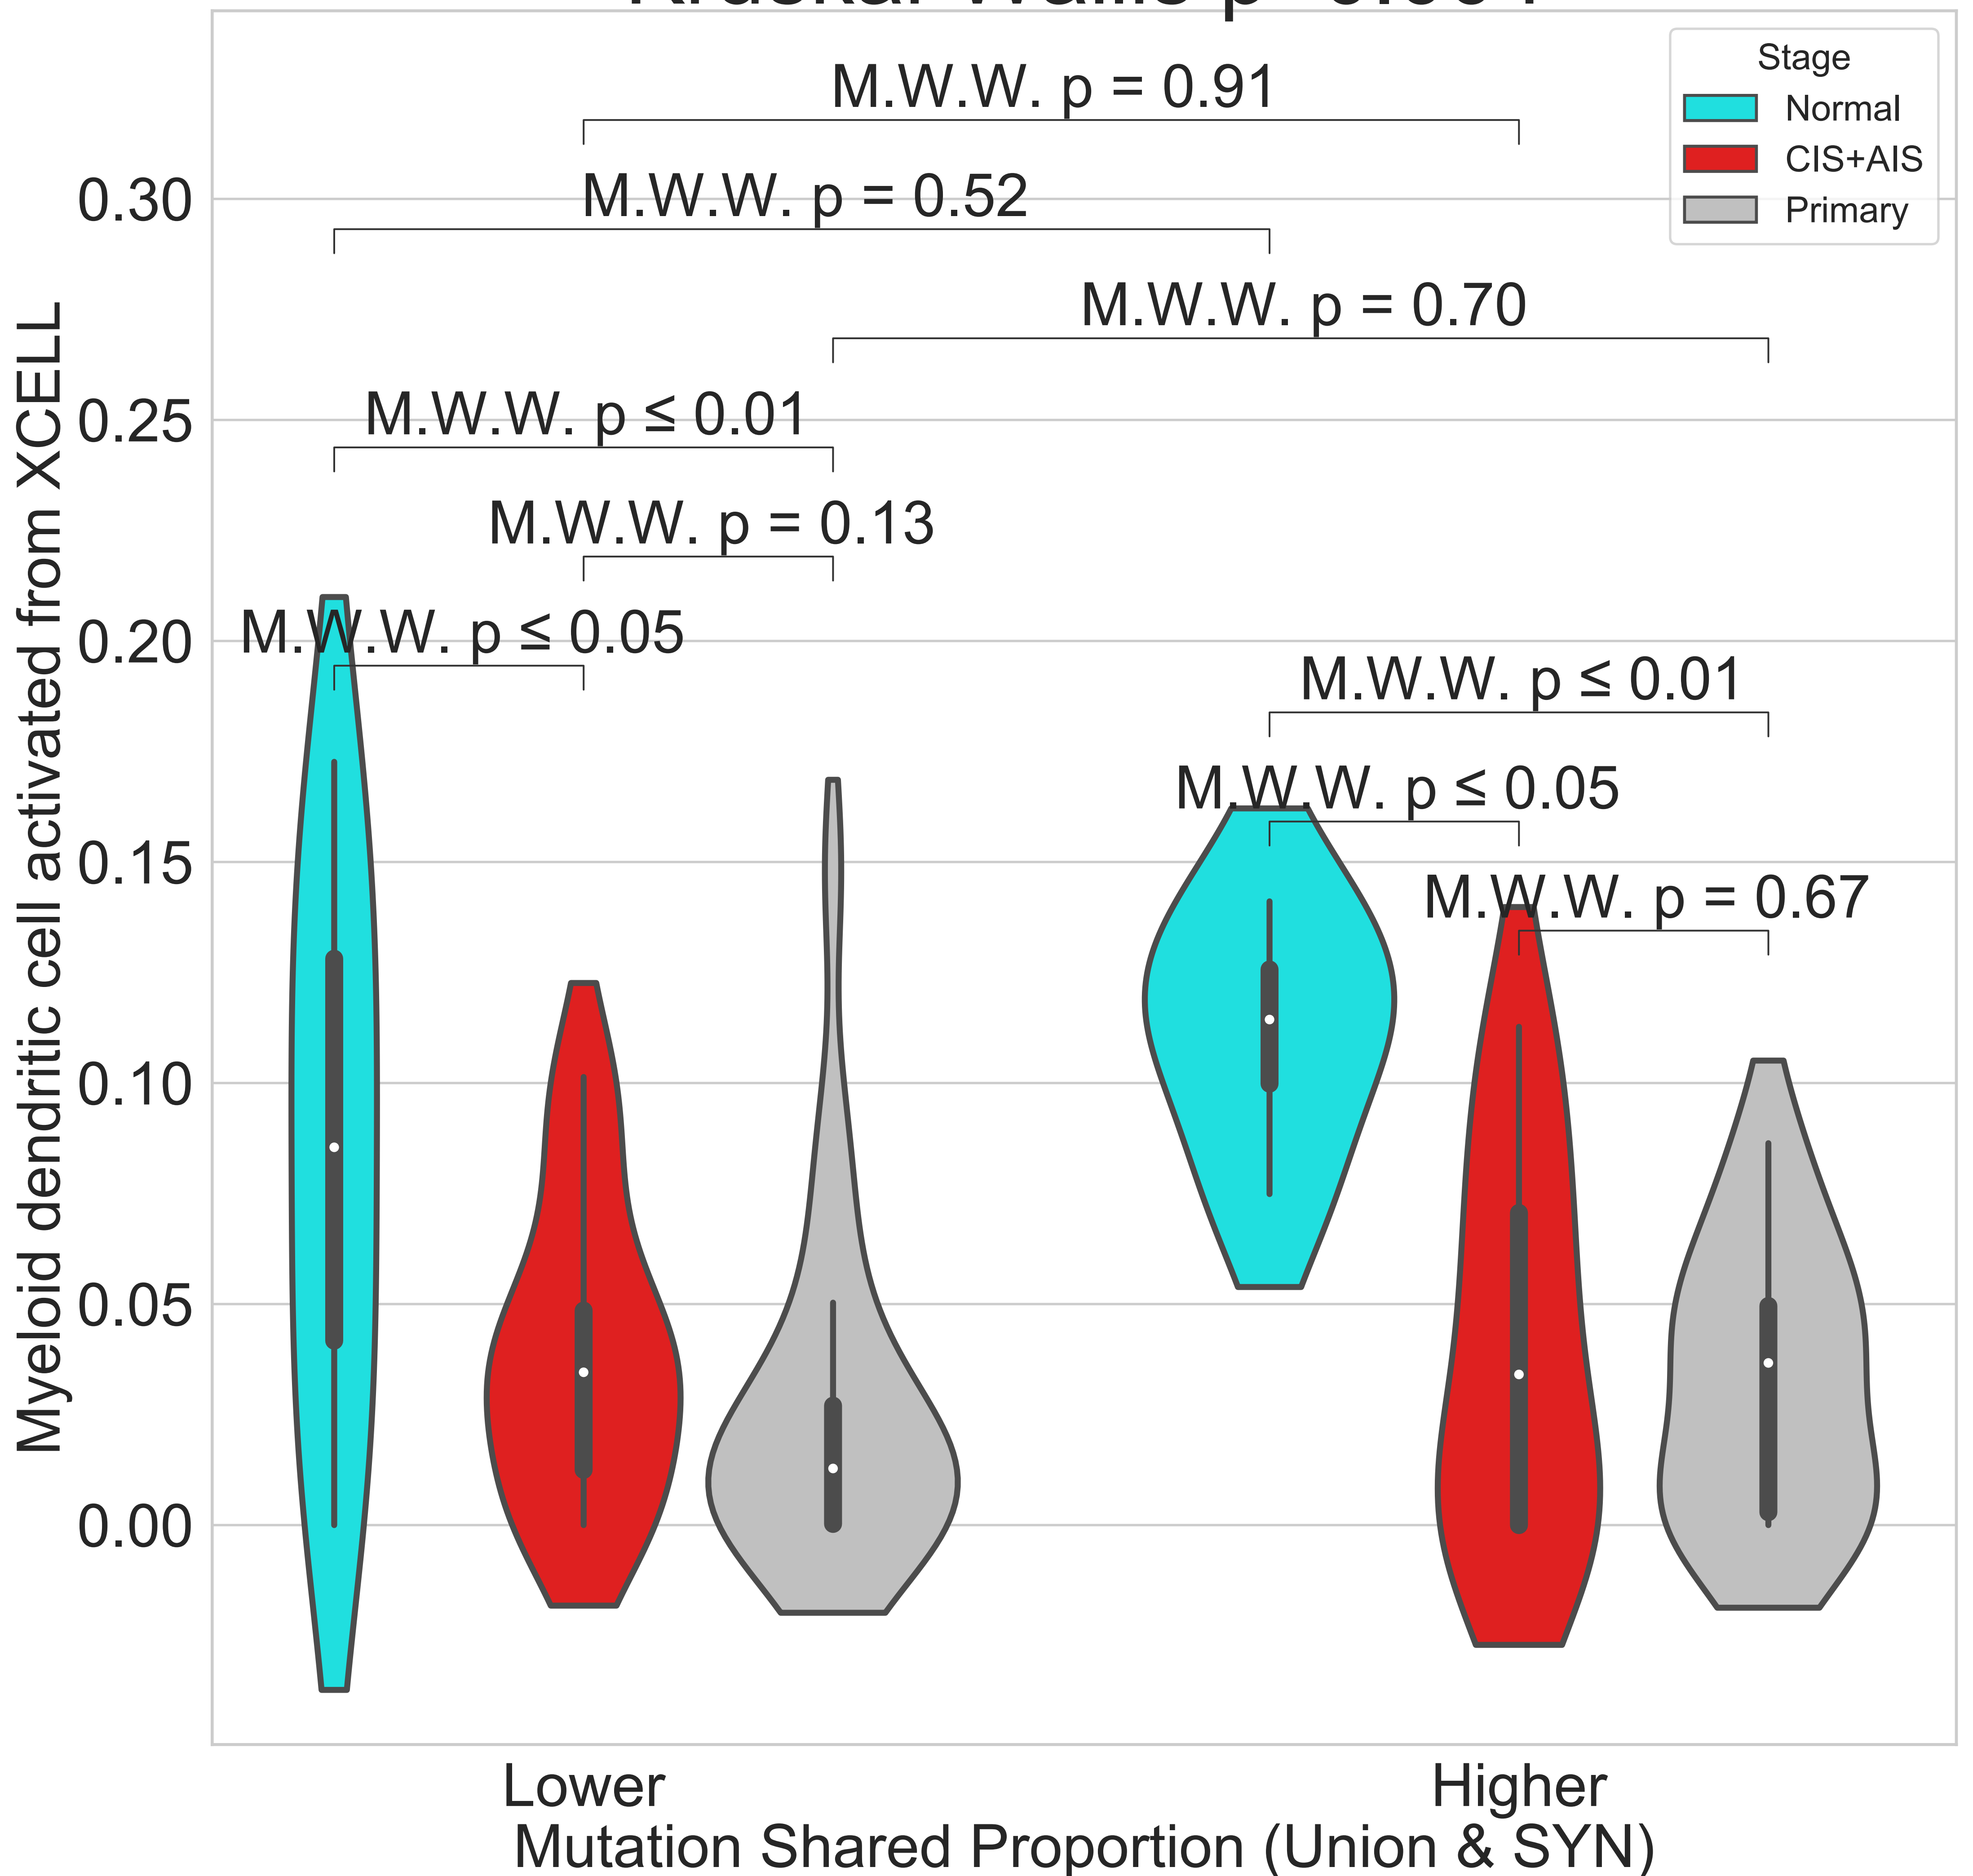 Stage
Normal
CIS+AIS
Primary
M.W.W. p = 0.91
M.W.W. p = 0.52
M.W.W. p = 0.70
M.W.W. p ≤ 0.01
M.W.W. p = 0.13
M.W.W. p ≤ 0.05
M.W.W. p ≤ 0.01
M.W.W. p ≤ 0.05
M.W.W. p = 0.67
0.30
0.25
0.20
0.15
0.10
0.05
0.00
Myeloid dendritic cell activated from XCELL
Lower
Higher
Mutation Shared Proportion (Union & SYN)